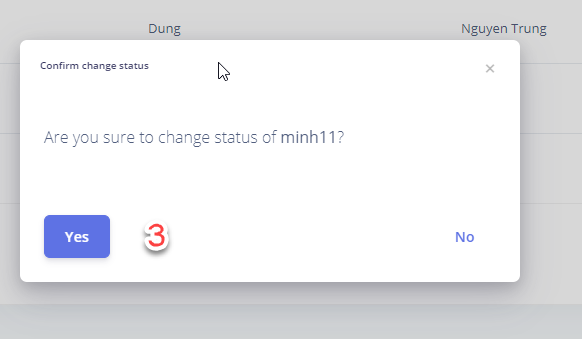 Dung Nguyen Trung
Confirm change status ×
Are you sure to change status of minh11?
Yes 3 No